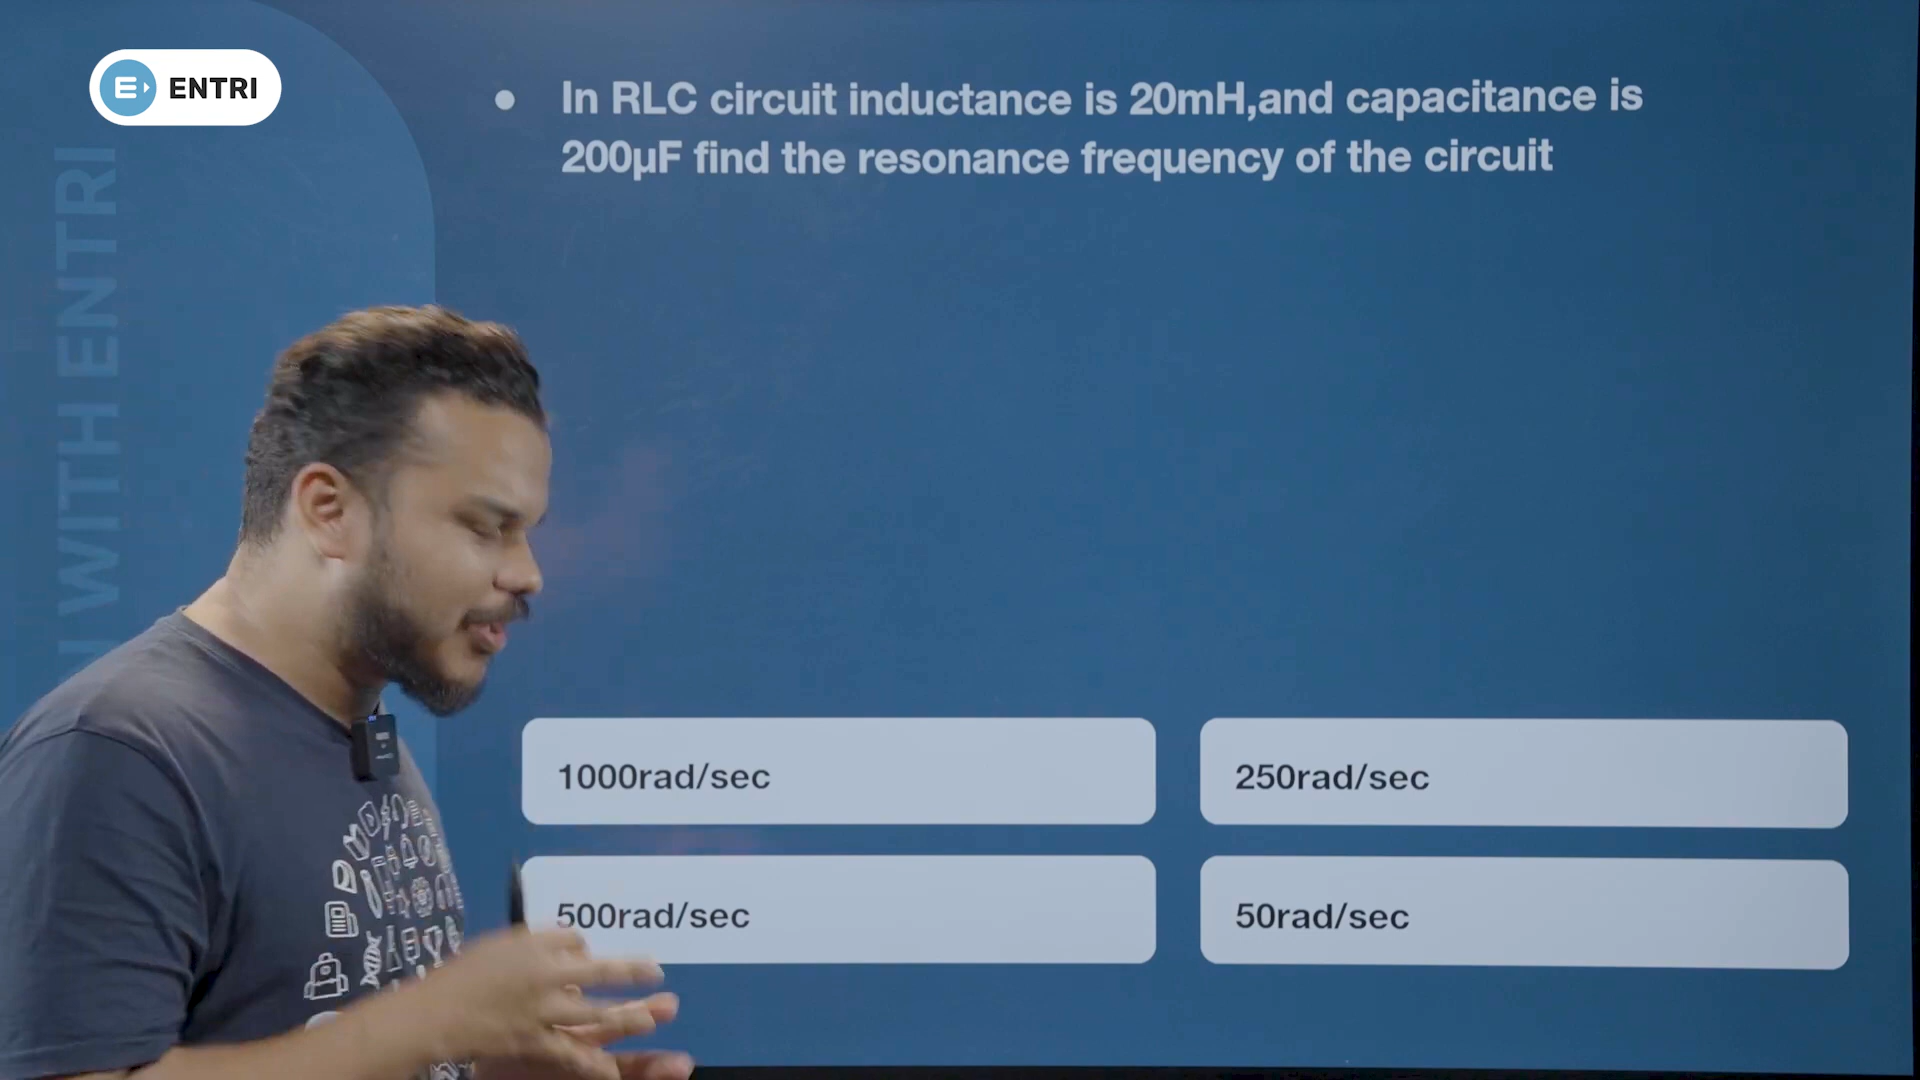 ENTRI
WITH ENTRI
In RLC circuit inductance is 20mH,and capacitance is
200µF find the resonance frequency of the circuit
1000rad/sec
250rad/sec
500rad/sec
50rad/sec